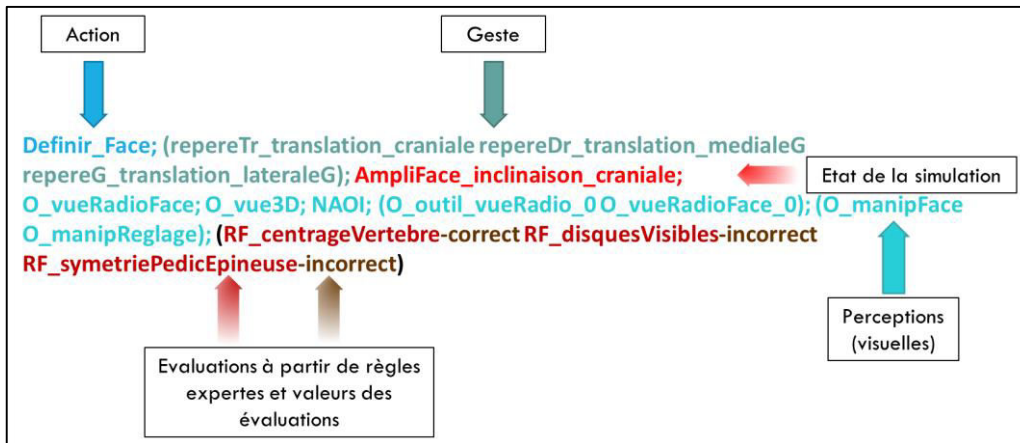 Action
Geste
Definir_Face; (repereTr_translation_craniale repereDr_translation_medialeG
repereG_translation_lateraleG); AmpliFace_inclinaison_craniale;
Etat de la simulation
O_vueRadioFace; O_vue3D; NAOI; (O_outil_vueRadio_0 O_vueRadioFace_0); (O_manipFace
O_manipReglage); (RF_centrageVertebre-correct RF_disquesVisibles-incorrect
RF_symetriePedicEpineuse-incorrect)
Perceptions
(visuelles)
Evaluations à partir de règles
expertes et valeurs des
évaluations